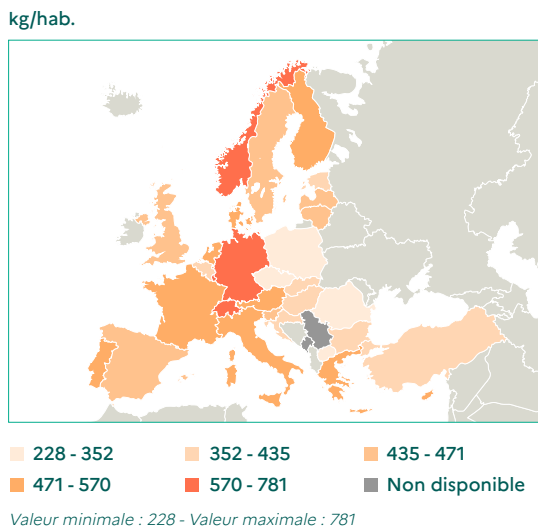 kg/hab.
228 - 352
352 - 435
435 - 471
471 - 570
570 - 781
Non disponible
Valeur minimale : 228 - Valeur maximale : 781